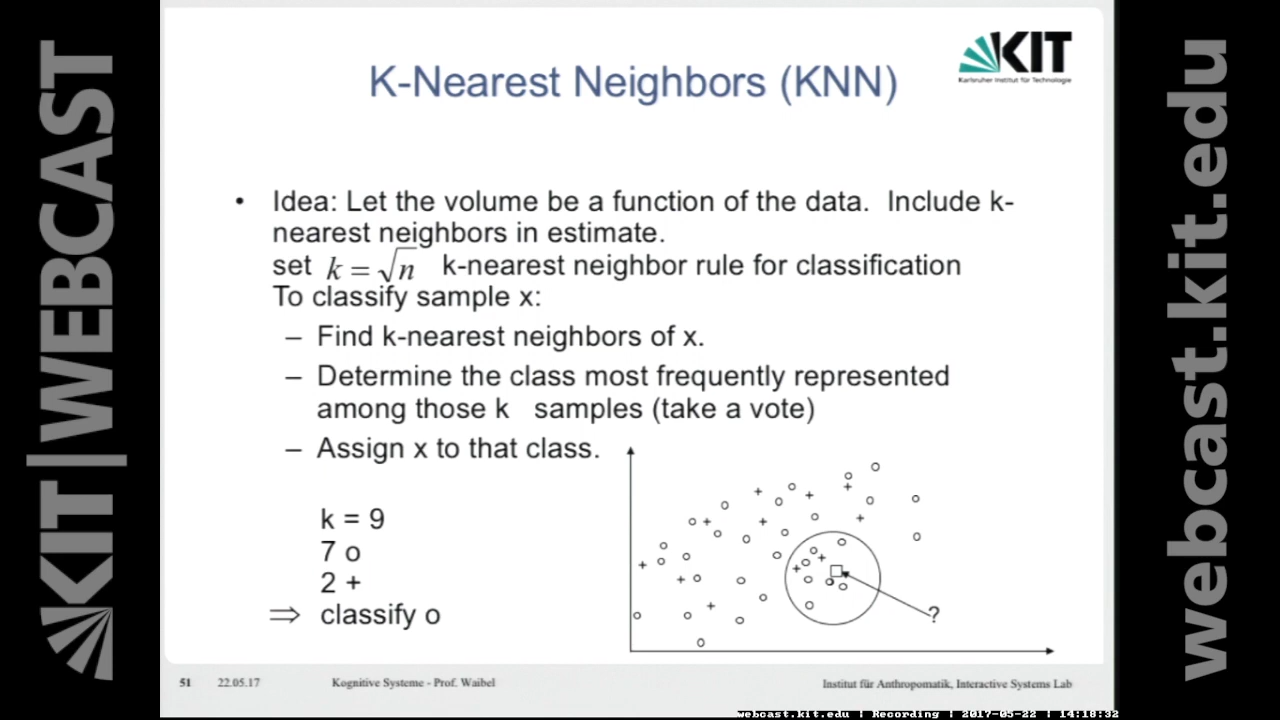 KIT|WEBCAST
K-Nearest Neighbors (KNN)
KIT
Karlsruher Institut für Technologie
• Idea: Let the volume be a function of the data. Include k-
nearest neighbors in estimate.
set k = √n k-nearest neighbor rule for classification
To classify sample x:
– Find k-nearest neighbors of x.
– Determine the class most frequently represented
among those k samples (take a vote)
– Assign x to that class.
k = 9
7 o
2 +
⇒ classify o
?
51 22.05.17 Kognitive Systeme - Prof. Waibel Institut für Anthropomatik, Interactive Systems Lab
webcast.kit.edu | Recording | 2017-05-22 | 14:18:32
webcast.kit.edu